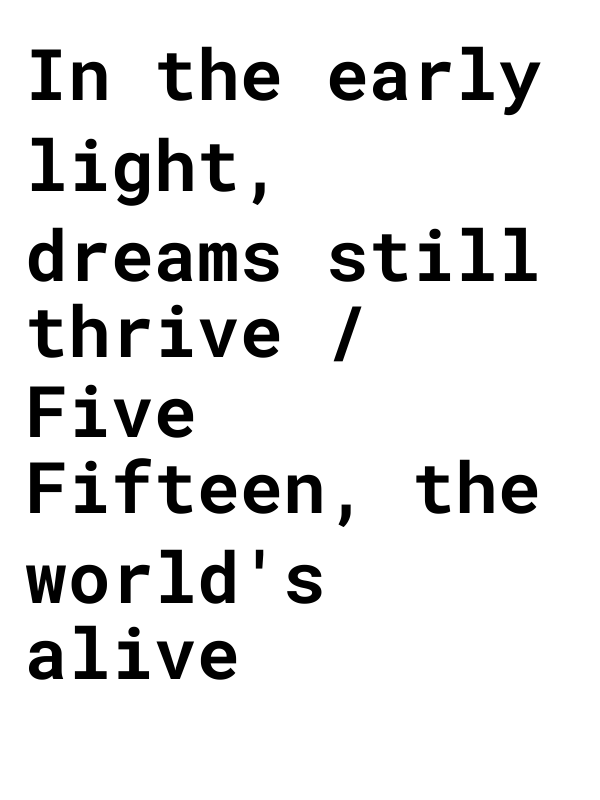 In the early
light,
dreams still
thrive /
Five
Fifteen, the
world's
alive